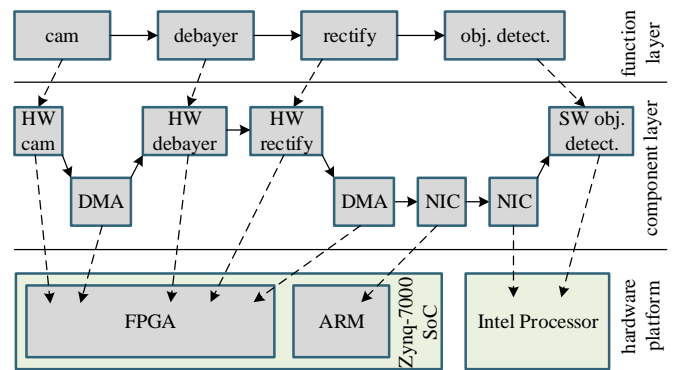 cam
debayer
rectify
obj. detect.
function
layer
HW
cam
HW
debayer
HW
rectify
SW obj.
detect.
DMA
DMA
NIC
NIC
component layer
FPGA
ARM
Zynq-7000
SoC
Intel Processor
hardware
platform